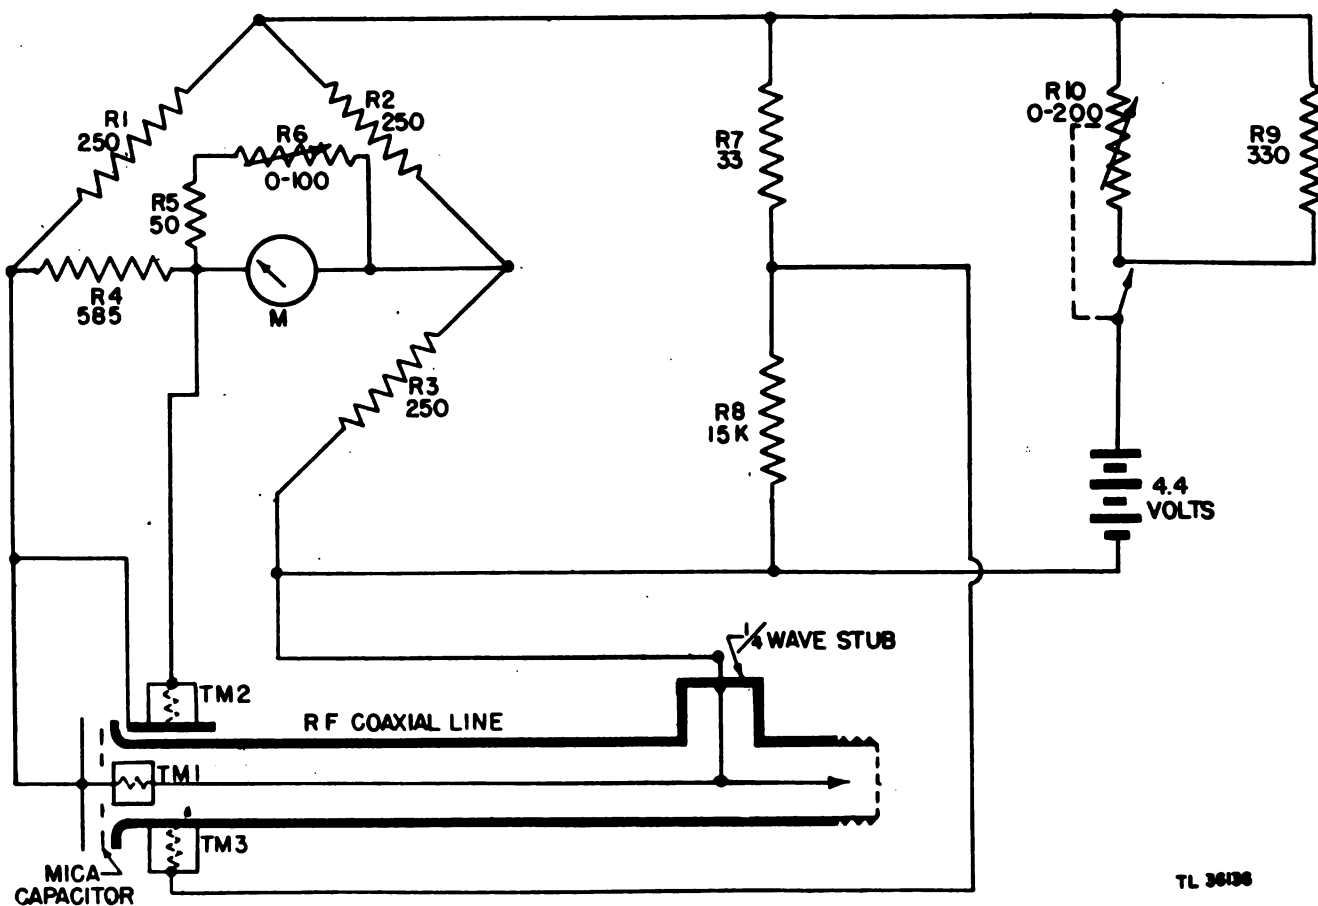 R1
250
R2
250
R6
0-100
R5
50
R4
585
M
R3
250
R7
33
R8
15K
R10
0-200
R9
330
4.4
VOLTS
1/4 WAVE STUB
TM2
RF COAXIAL LINE
TM1
TM3
MICA
CAPACITOR
TL 36136